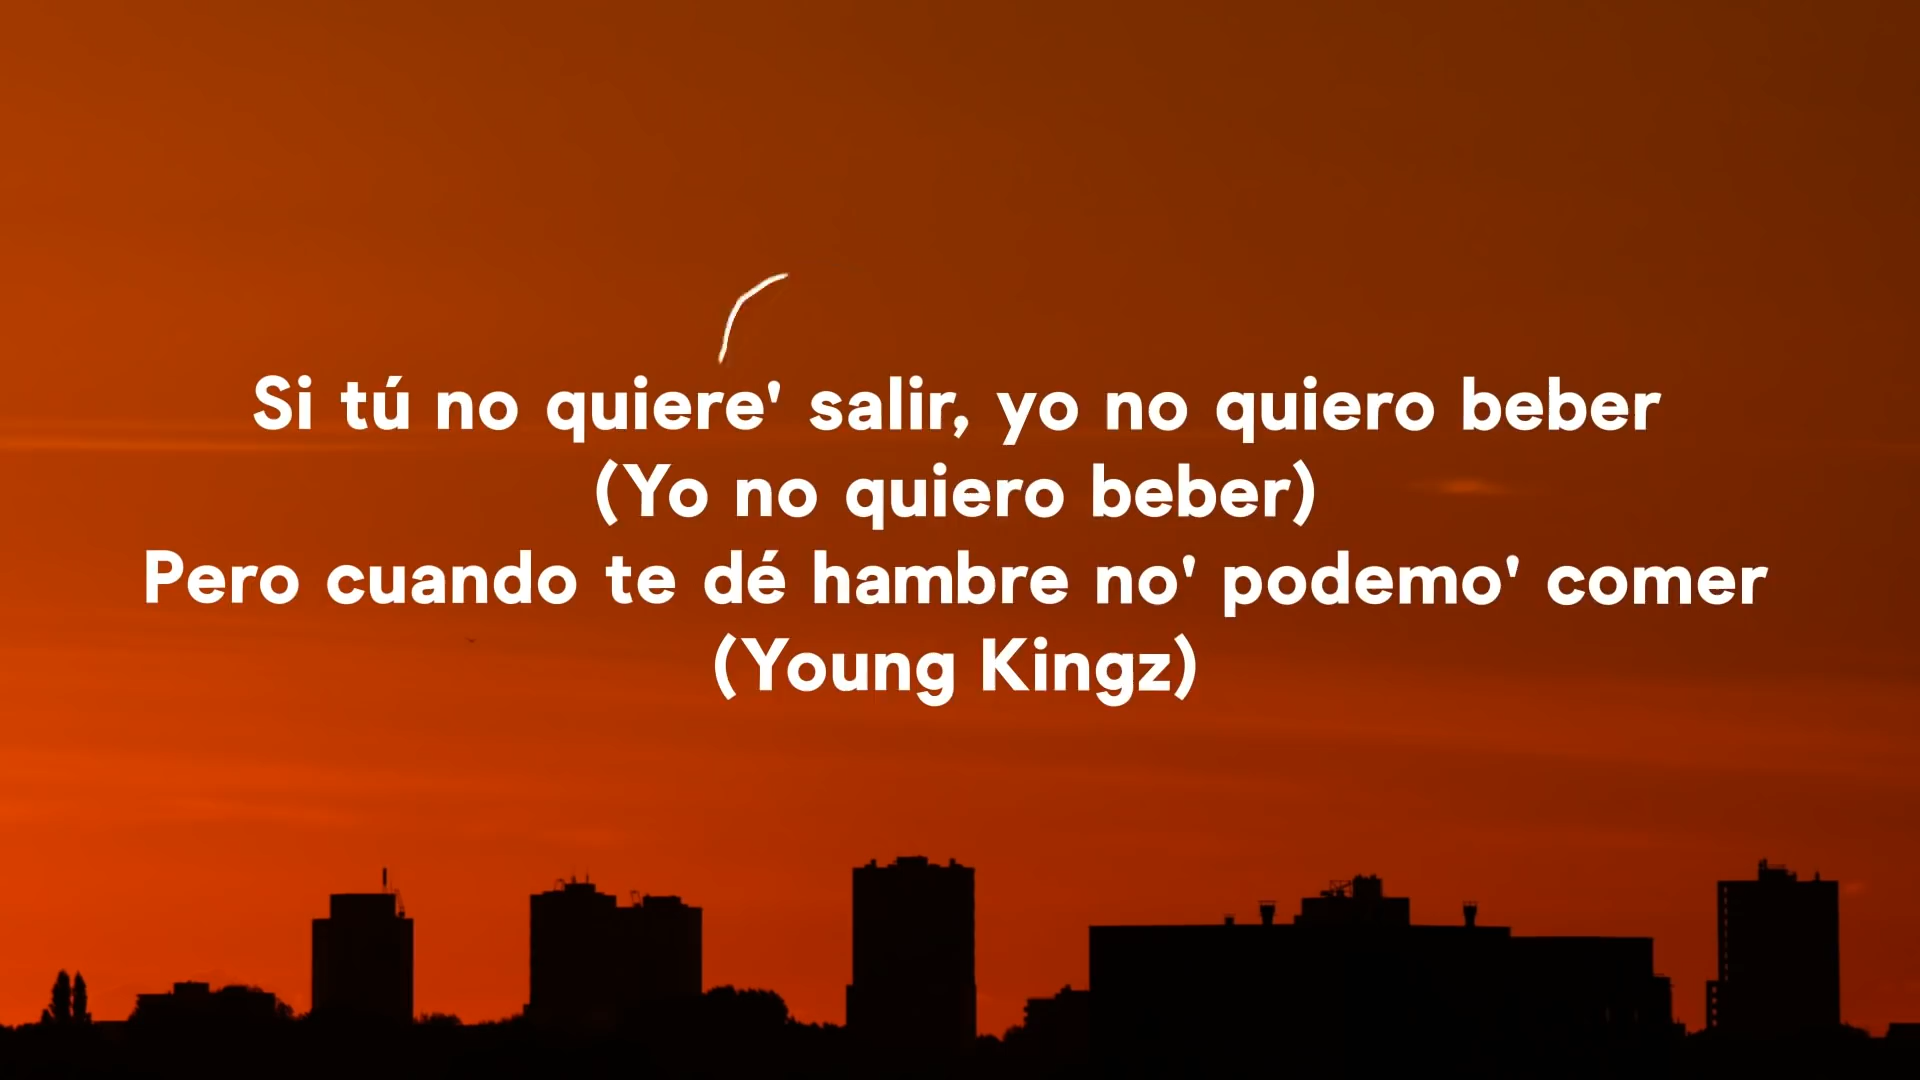 Si tú no quiere' salir, yo no quiero beber
(Yo no quiero beber)
Pero cuando te dé hambre no' podemo' comer
(Young Kingz)